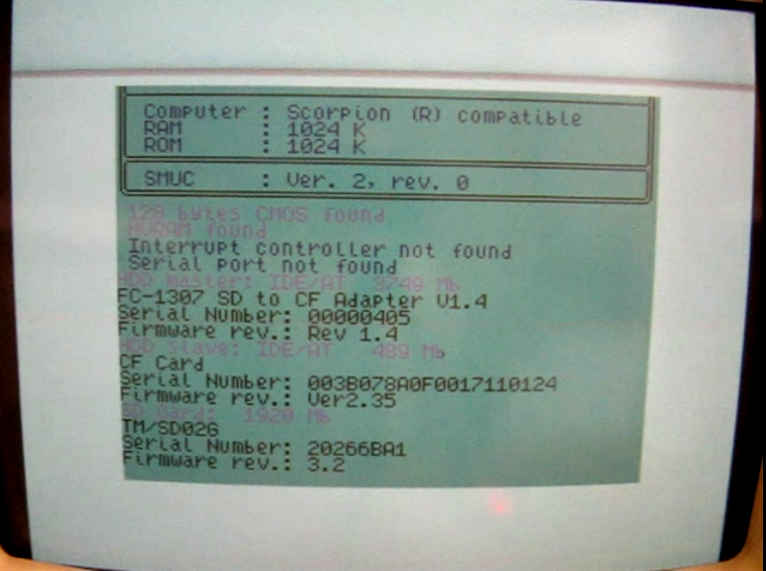 Computer : Scorpion (R) compatible
RAM : 1024 K
ROM : 1024 K
SMUC : Ver. 2, rev. 0
128 bytes CMOS found
NVRAM found
Interrupt controller not found
Serial port not found
HDD Master: IDE/AT 3749 Mb
FC-1307 SD to CF Adapter V1.4
Serial Number: 00000405
Firmware rev.: Rev 1.4
HDD Slave: IDE/AT 489 Mb
CF Card
Serial Number: 003B078A0F0017110124
Firmware rev.: Ver2.35
SD Card: 1920 Mb
TM/SD02G
Serial Number: 20266BA1
Firmware rev.: 3.2